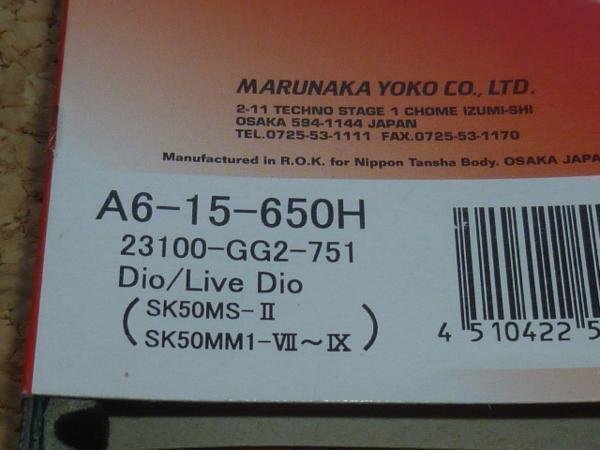 MARUNAKA YOKO CO., LTD.
2-11 TECHNO STAGE 1 CHOME IZUMI-SHI
OSAKA 594-1144 JAPAN
TEL.0725-53-1111 FAX.0725-53-1170
Manufactured in R.O.K. for Nippon Tansha Body. OSAKA JAPA
A6-15-650H
23100-GG2-751
Dio/Live Dio
(SK50MS-Ⅱ
SK50MM1-Ⅶ～Ⅸ)
4 510422 5